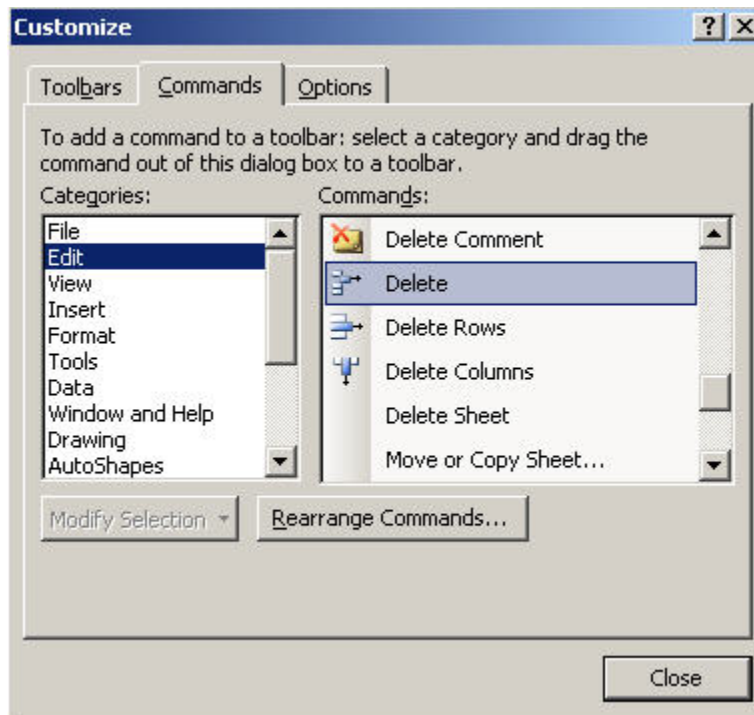 Customize
Toolbars Commands Options
To add a command to a toolbar: select a category and drag the
command out of this dialog box to a toolbar.
Categories:
File
Edit
View
Insert
Format
Tools
Data
Window and Help
Drawing
AutoShapes
Commands:
Delete Comment
Delete
Delete Rows
Delete Columns
Delete Sheet
Move or Copy Sheet...
Modify Selection
Rearrange Commands...
Close